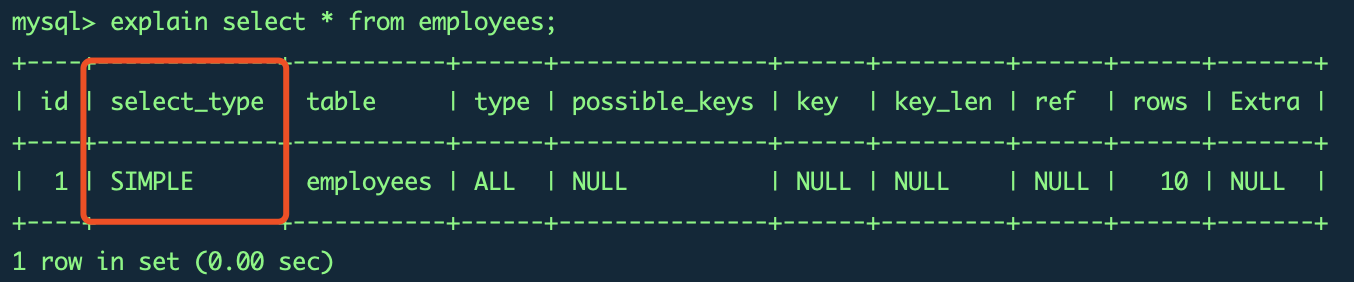 mysql> explain select * from employees;
+----+-------------+-----------+------+---------------+------+---------+------+------+-------+
| id | select_type | table     | type | possible_keys | key  | key_len | ref  | rows | Extra |
+----+-------------+-----------+------+---------------+------+---------+------+------+-------+
|  1 | SIMPLE      | employees | ALL  | NULL          | NULL | NULL    | NULL |   10 | NULL  |
+----+-------------+-----------+------+---------------+------+---------+------+------+-------+
1 row in set (0.00 sec)